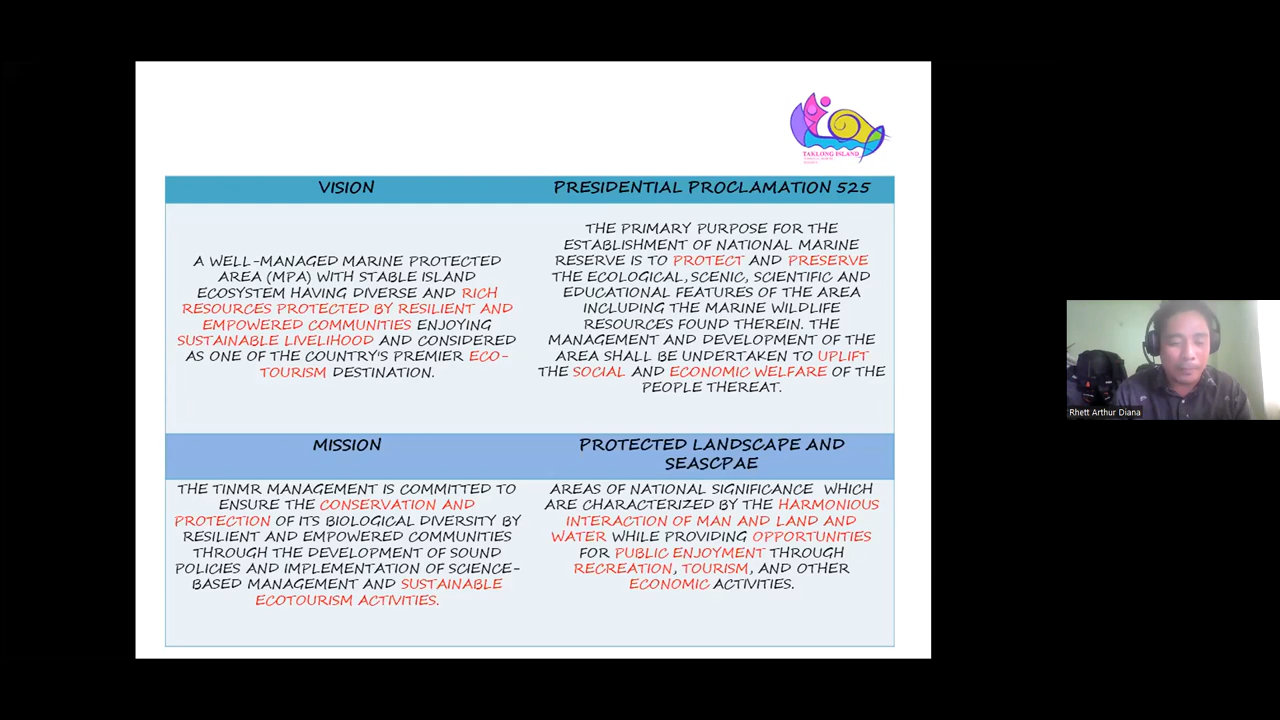 TAKLONG ISLAND
VISION
PRESIDENTIAL PROCLAMATION 525
A WELL-MANAGED MARINE PROTECTED
AREA (MPA) WITH STABLE ISLAND
ECOSYSTEM HAVING DIVERSE AND RICH
RESOURCES PROTECTED BY RESILIENT AND
EMPOWERED COMMUNITIES ENJOYING
SUSTAINABLE LIVELIHOOD AND CONSIDERED
AS ONE OF THE COUNTRY'S PREMIER ECO-
TOURISM DESTINATION.
THE PRIMARY PURPOSE FOR THE
ESTABLISHMENT OF NATIONAL MARINE
RESERVE IS TO PROTECT AND PRESERVE
THE ECOLOGICAL, SCENIC, SCIENTIFIC AND
EDUCATIONAL FEATURES OF THE AREA
INCLUDING THE MARINE WILDLIFE
RESOURCES FOUND THEREIN. THE
MANAGEMENT AND DEVELOPMENT OF THE
AREA SHALL BE UNDERTAKEN TO UPLIFT
THE SOCIAL AND ECONOMIC WELFARE OF THE
PEOPLE THEREAT.
MISSION
PROTECTED LANDSCAPE AND
SEASCPAE
THE TINMR MANAGEMENT IS COMMITTED TO
ENSURE THE CONSERVATION AND
PROTECTION OF ITS BIOLOGICAL DIVERSITY BY
RESILIENT AND EMPOWERED COMMUNITIES
THROUGH THE DEVELOPMENT OF SOUND
POLICIES AND IMPLEMENTATION OF SCIENCE-
BASED MANAGEMENT AND SUSTAINABLE
ECOTOURISM ACTIVITIES.
AREAS OF NATIONAL SIGNIFICANCE WHICH
ARE CHARACTERIZED BY THE HARMONIOUS
INTERACTION OF MAN AND LAND AND
WATER WHILE PROVIDING OPPORTUNITIES
FOR PUBLIC ENJOYMENT THROUGH
RECREATION, TOURISM, AND OTHER
ECONOMIC ACTIVITIES.
Rhett Arthur Diana